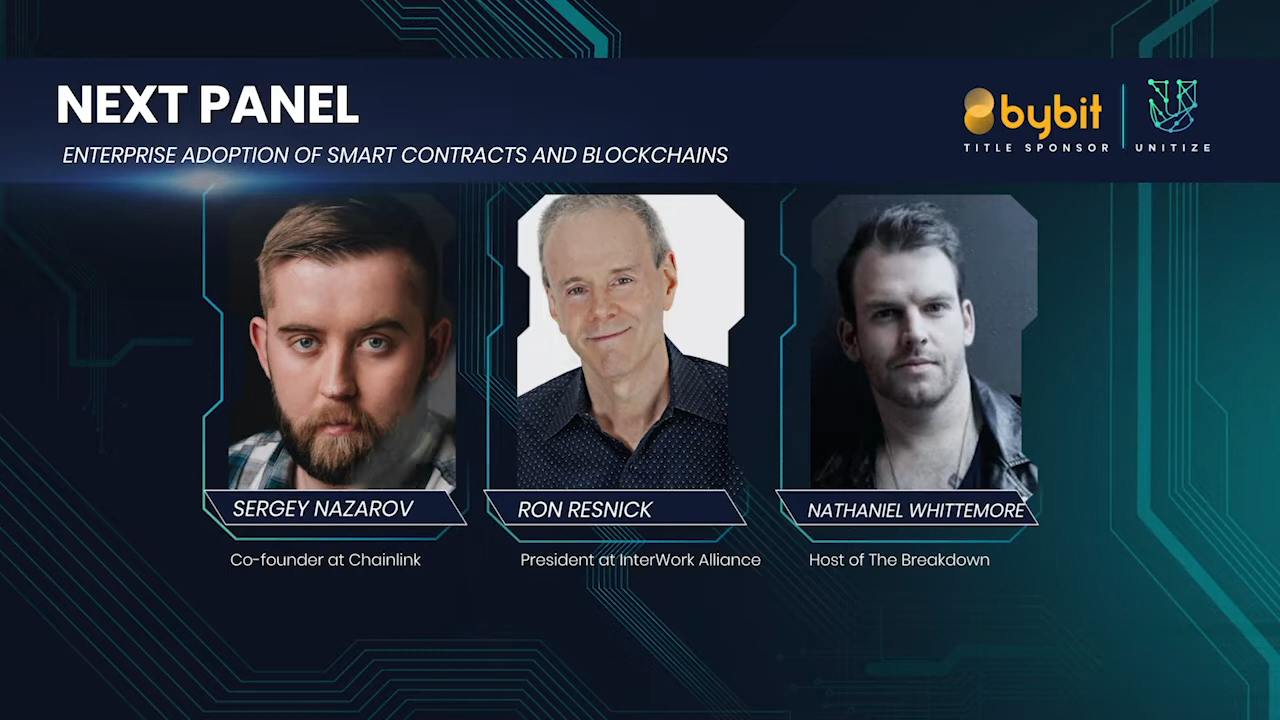 NEXT PANEL
ENTERPRISE ADOPTION OF SMART CONTRACTS AND BLOCKCHAINS
bybit
TITLE SPONSOR
UNITIZE
SERGEY NAZAROV
Co-founder at Chainlink
RON RESNICK
President at InterWork Alliance
NATHANIEL WHITTEMORE
Host of The Breakdown